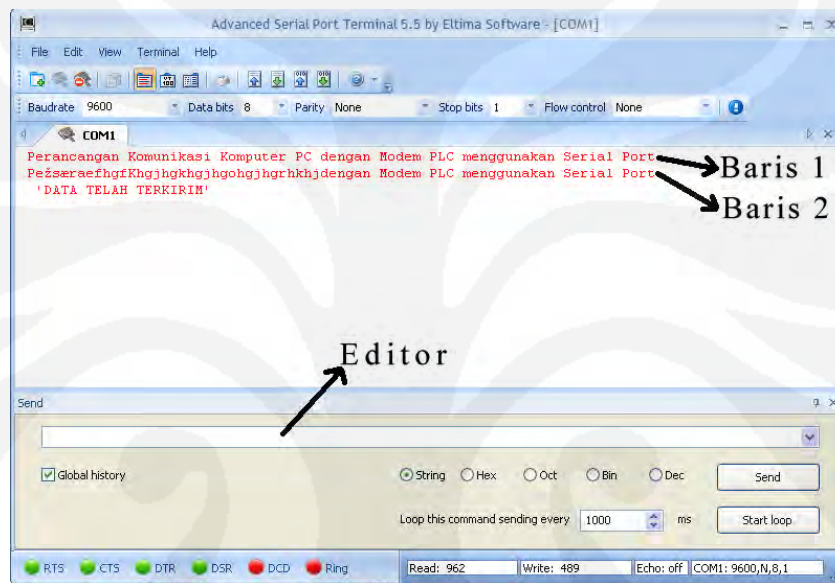 Advanced Serial Port Terminal 5.5 by Eltima Software - [COM1]
File Edit View Terminal Help
Baudrate 9600 Data bits 8 Parity None Stop bits 1 Flow control None
COM1
Perancangan Komunikasi Komputer PC dengan Modem PLC menggunakan Serial Port
Baris 1
PežsæraefhgfKhgjhgkhgjhgohgjhgrhkhjdengan Modem PLC menggunakan Serial Port
Baris 2
'DATA TELAH TERKIRIM'
Editor
Send
Global history
String Hex Oct Bin Dec
Send
Loop this command sending every 1000 ms
Start loop
RTS CTS DTR DSR DCD Ring Read: 962 Write: 489 Echo: off COM1: 9600,N,8,1